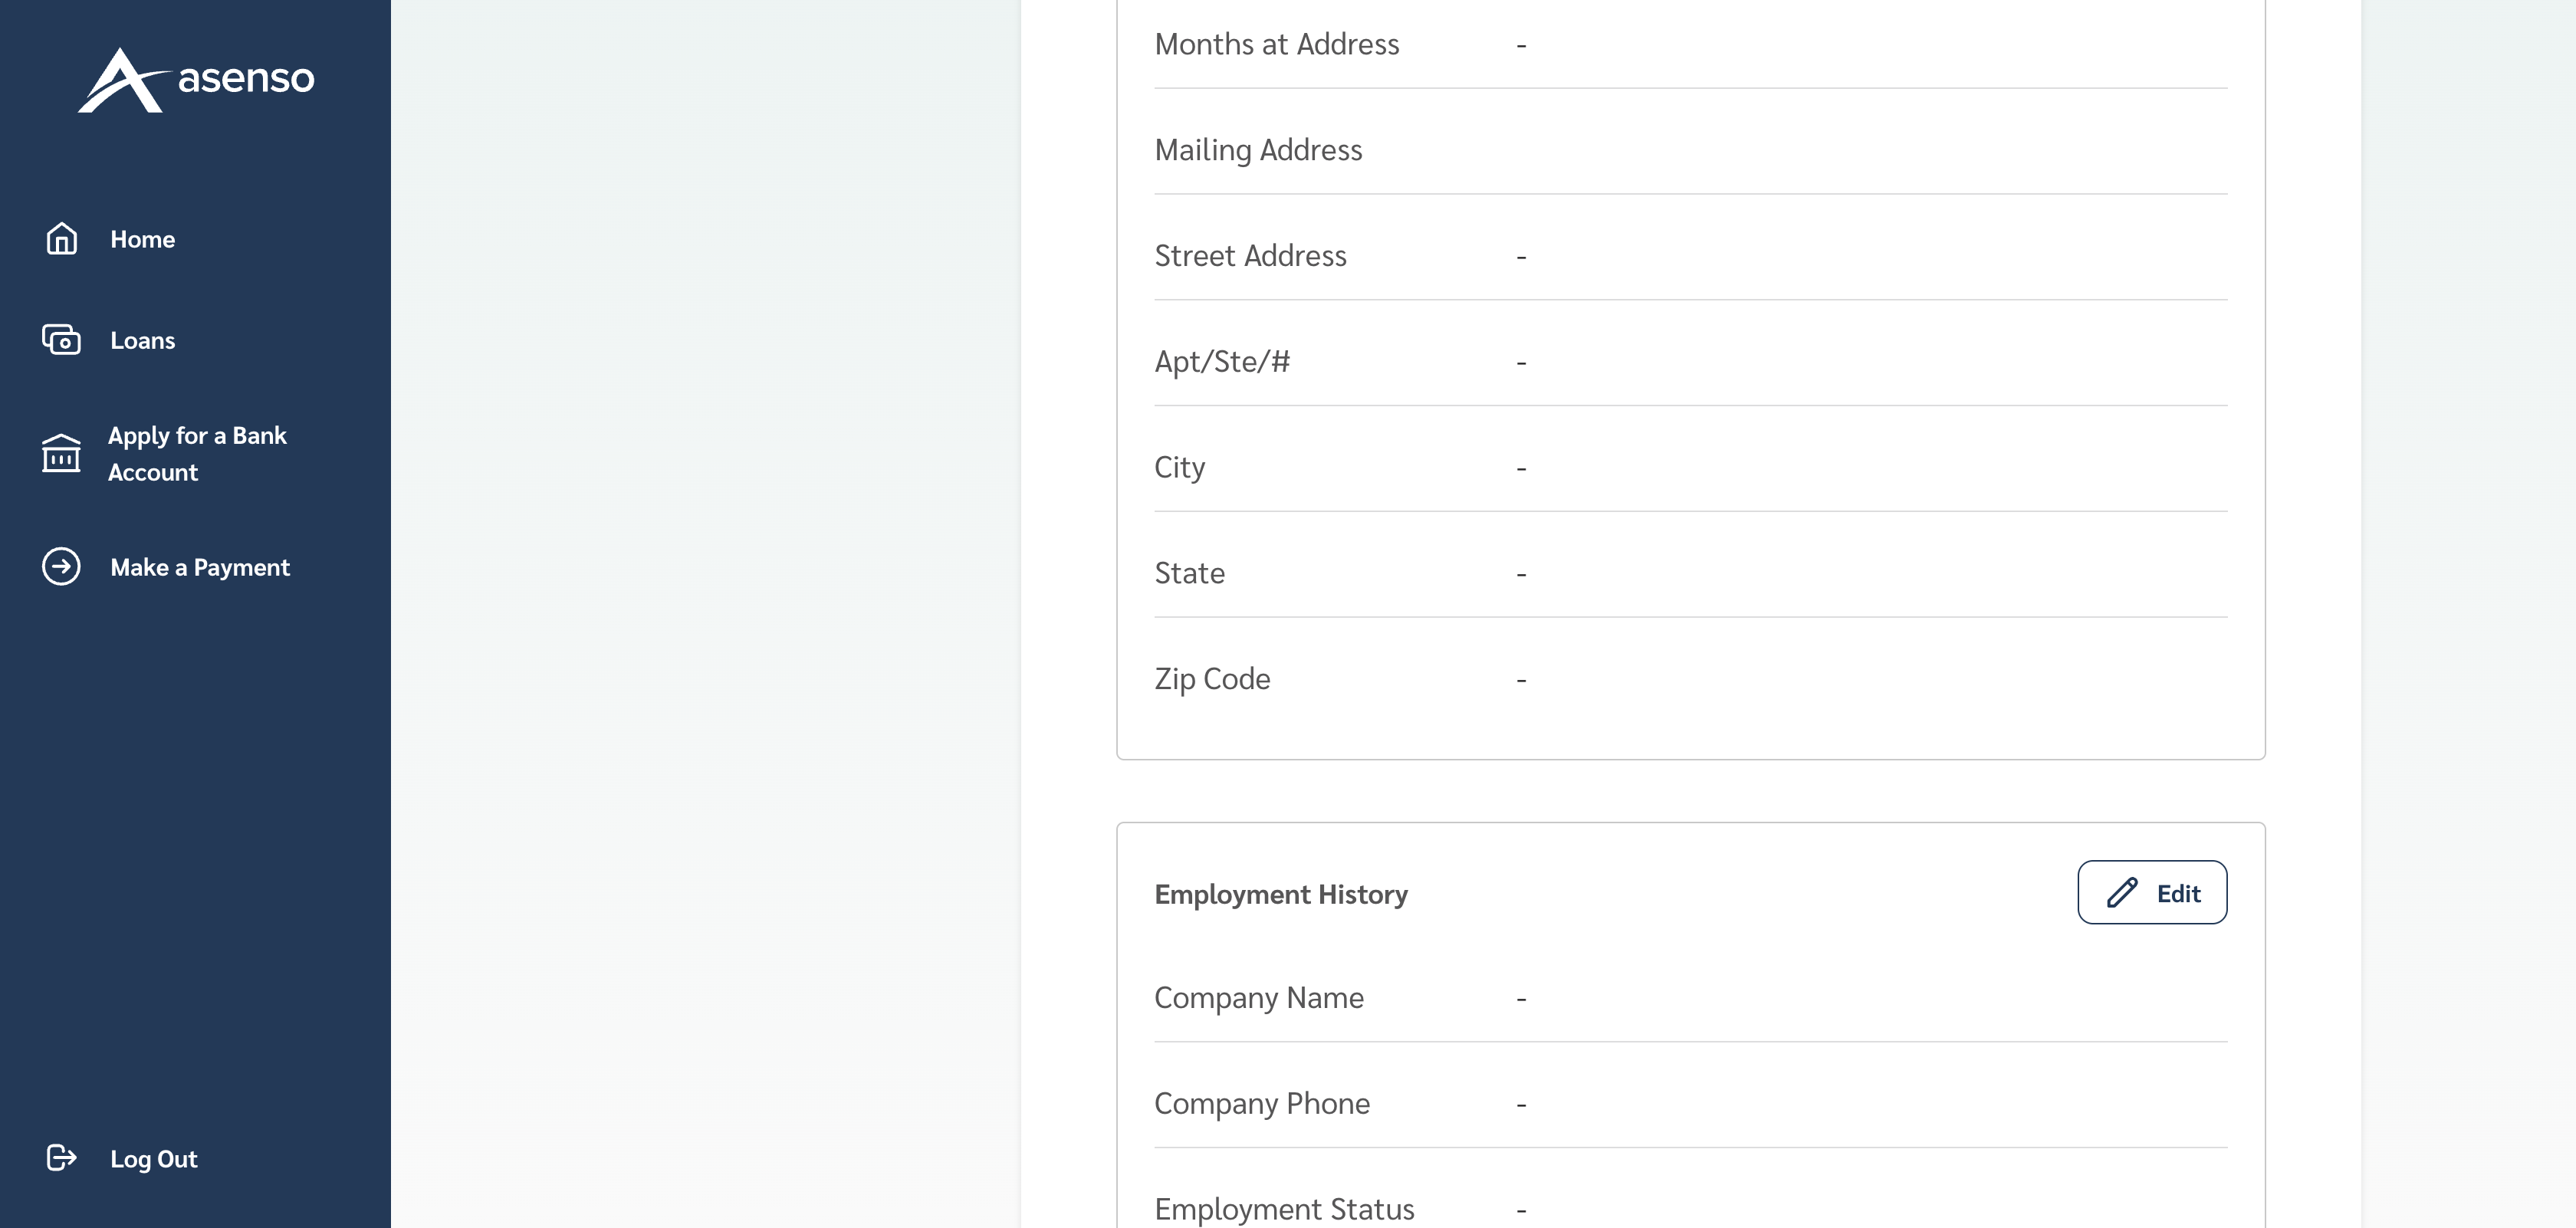 asenso
Home
Loans
Apply for a Bank
Account
Make a Payment
Log Out
Months at Address -
Mailing Address
Street Address -
Apt/Ste/# -
City -
State -
Zip Code -
Employment History
Edit
Company Name -
Company Phone -
Employment Status -